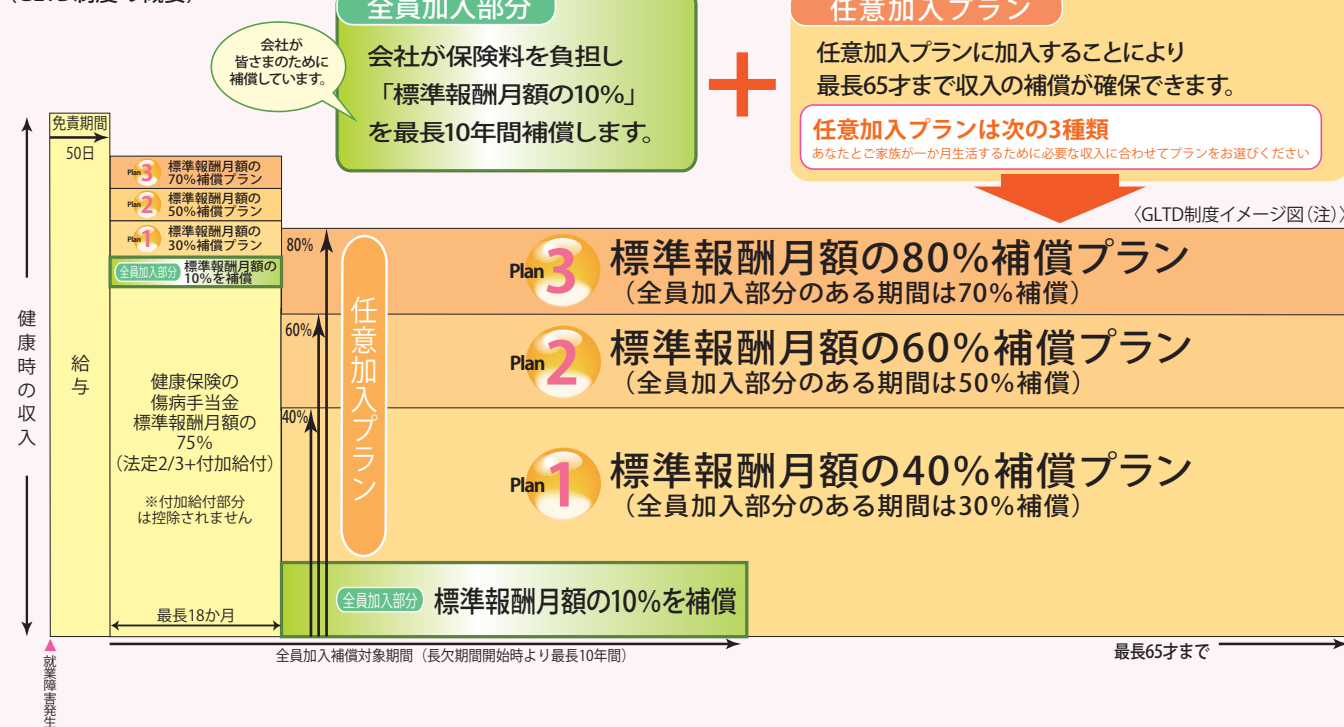 〈GLTD制度の概要〉
全員加入部分
会社が
皆さまのために
補償しています。
会社が保険料を負担し
「標準報酬月額の10%」
を最長10年間補償します。
+
任意加入プラン
任意加入プランに加入することにより
最長65才まで収入の補償が確保できます。
任意加入プランは次の3種類
あなたとご家族が一か月生活するために必要な収入に合わせてプランをお選びください
〈GLTD制度イメージ図(注)〉
健康時の収入
免責期間
50日
給与
Plan 3 標準報酬月額の
70%補償プラン
Plan 2 標準報酬月額の
50%補償プラン
Plan 1 標準報酬月額の
30%補償プラン
全員加入部分 標準報酬月額の
10%を補償
健康保険の
傷病手当金
標準報酬月額の
75%
(法定2/3+付加給付)
※付加給付部分
は控除されません
最長18か月
80%
60%
40%
任意加入プラン
Plan 3 標準報酬月額の80%補償プラン
(全員加入部分のある期間は70%補償)
Plan 2 標準報酬月額の60%補償プラン
(全員加入部分のある期間は50%補償)
Plan 1 標準報酬月額の40%補償プラン
(全員加入部分のある期間は30%補償)
全員加入部分 標準報酬月額の10%を補償
全員加入補償対象期間(長欠期間開始時より最長10年間)
最長65才まで
就業障害発生